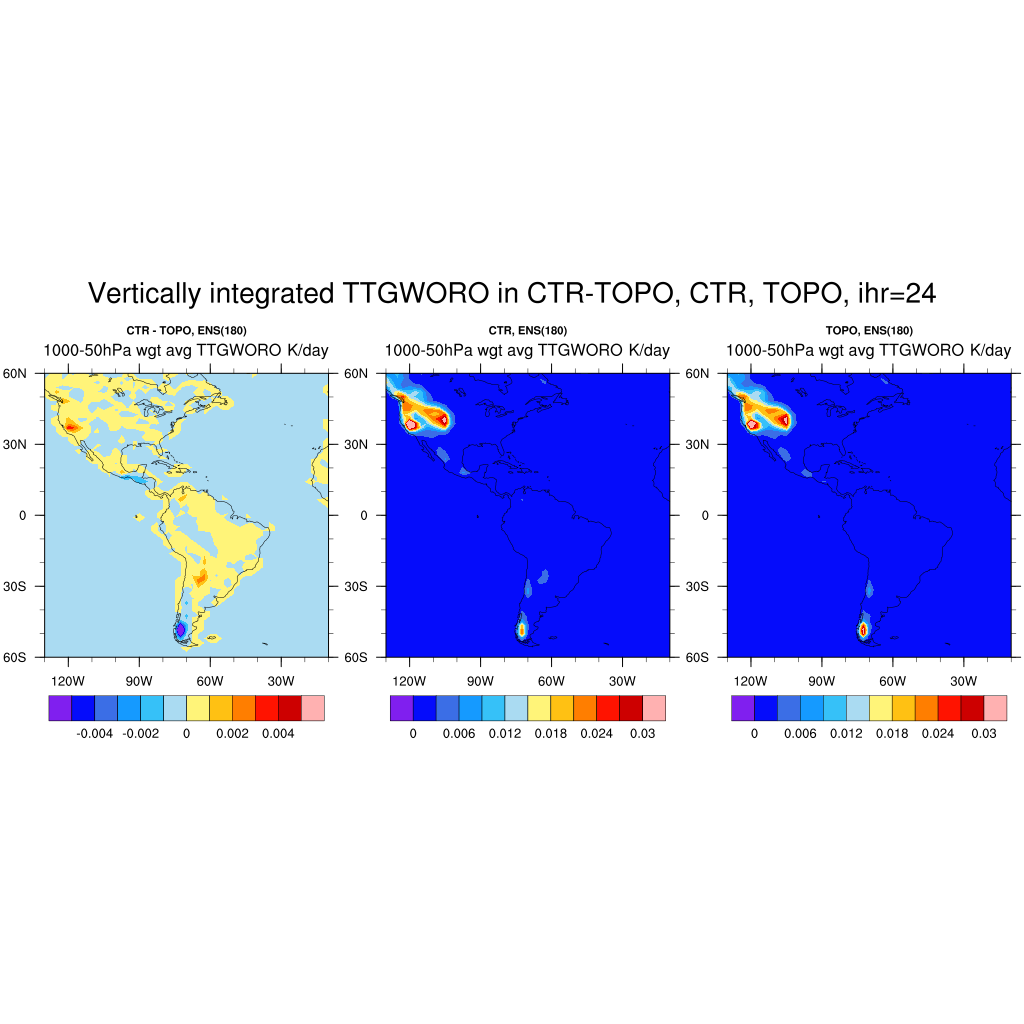 Vertically integrated TTGWORO in CTR-TOPO, CTR, TOPO, ihr=24
CTR - TOPO, ENS(180)
1000-50hPa wgt avg TTGWORO K/day
60N
30N
0
30S
60S
120W 90W 60W 30W
-0.004 -0.002 0 0.002 0.004
CTR, ENS(180)
1000-50hPa wgt avg TTGWORO K/day
60N
30N
0
30S
60S
120W 90W 60W 30W
0 0.006 0.012 0.018 0.024 0.03
TOPO, ENS(180)
1000-50hPa wgt avg TTGWORO K/day
60N
30N
0
30S
60S
120W 90W 60W 30W
0 0.006 0.012 0.018 0.024 0.03